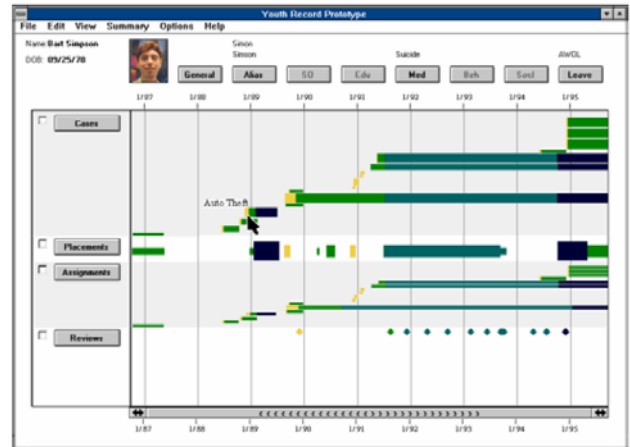 Youth Record Prototype
File Edit View Summary Options Help
Name: Bart Simpson
DOB: 09/25/78
Simon
Simson
Suicide
AWOL
General Alias SO Edu Med Beh Socl Leave
1/87 1/88 1/89 1/90 1/91 1/92 1/93 1/94 1/95
Cases
Auto Theft
Placements
Assignments
Reviews
1/87 1/88 1/89 1/90 1/91 1/92 1/93 1/94 1/95